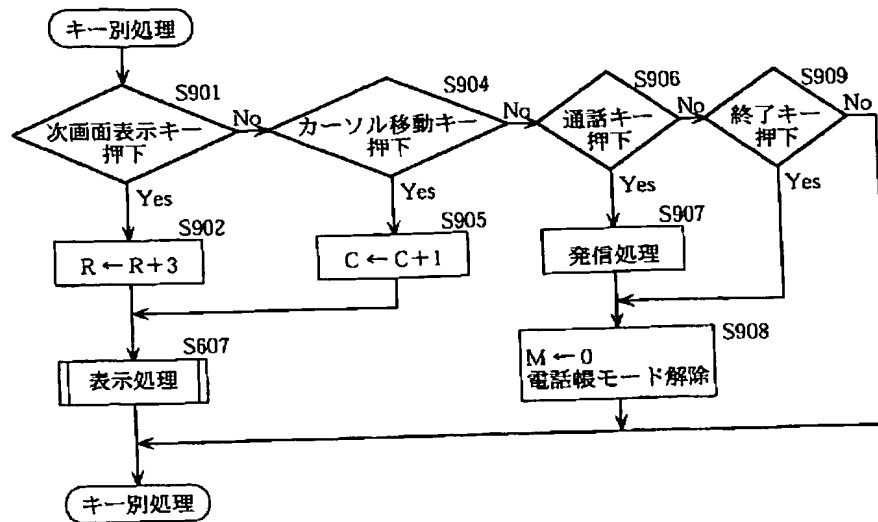 キー別処理
S901
次画面表示キー
押下
No
Yes
S904
カーソル移動キー
押下
No
Yes
S906
通話キー
押下
No
Yes
S909
終了キー
押下
No
Yes
S902
R←R+3
S905
C←C+1
S907
発信処理
S607
表示処理
S908
M←0
電話帳モード解除
キー別処理